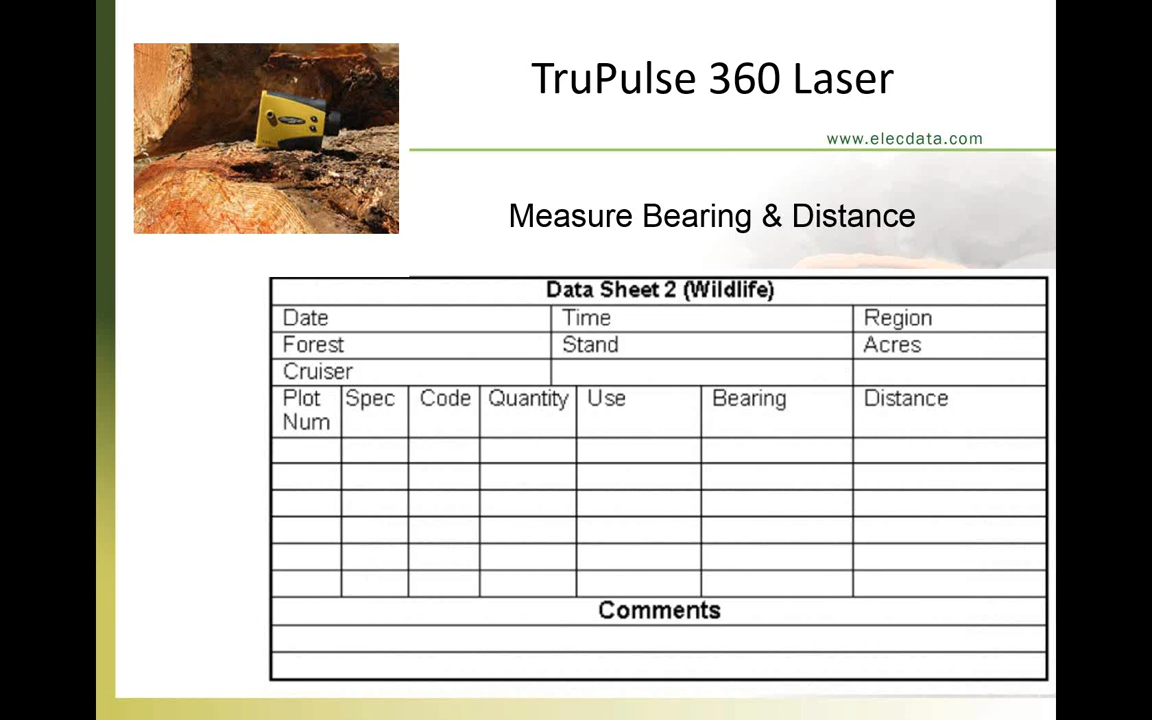 TruPulse 360 Laser
www.elecdata.com
Measure Bearing & Distance
Data Sheet 2 (Wildlife)
Date Time Region
Forest Stand Acres
Cruiser
Plot Num Spec Code Quantity Use Bearing Distance
Comments